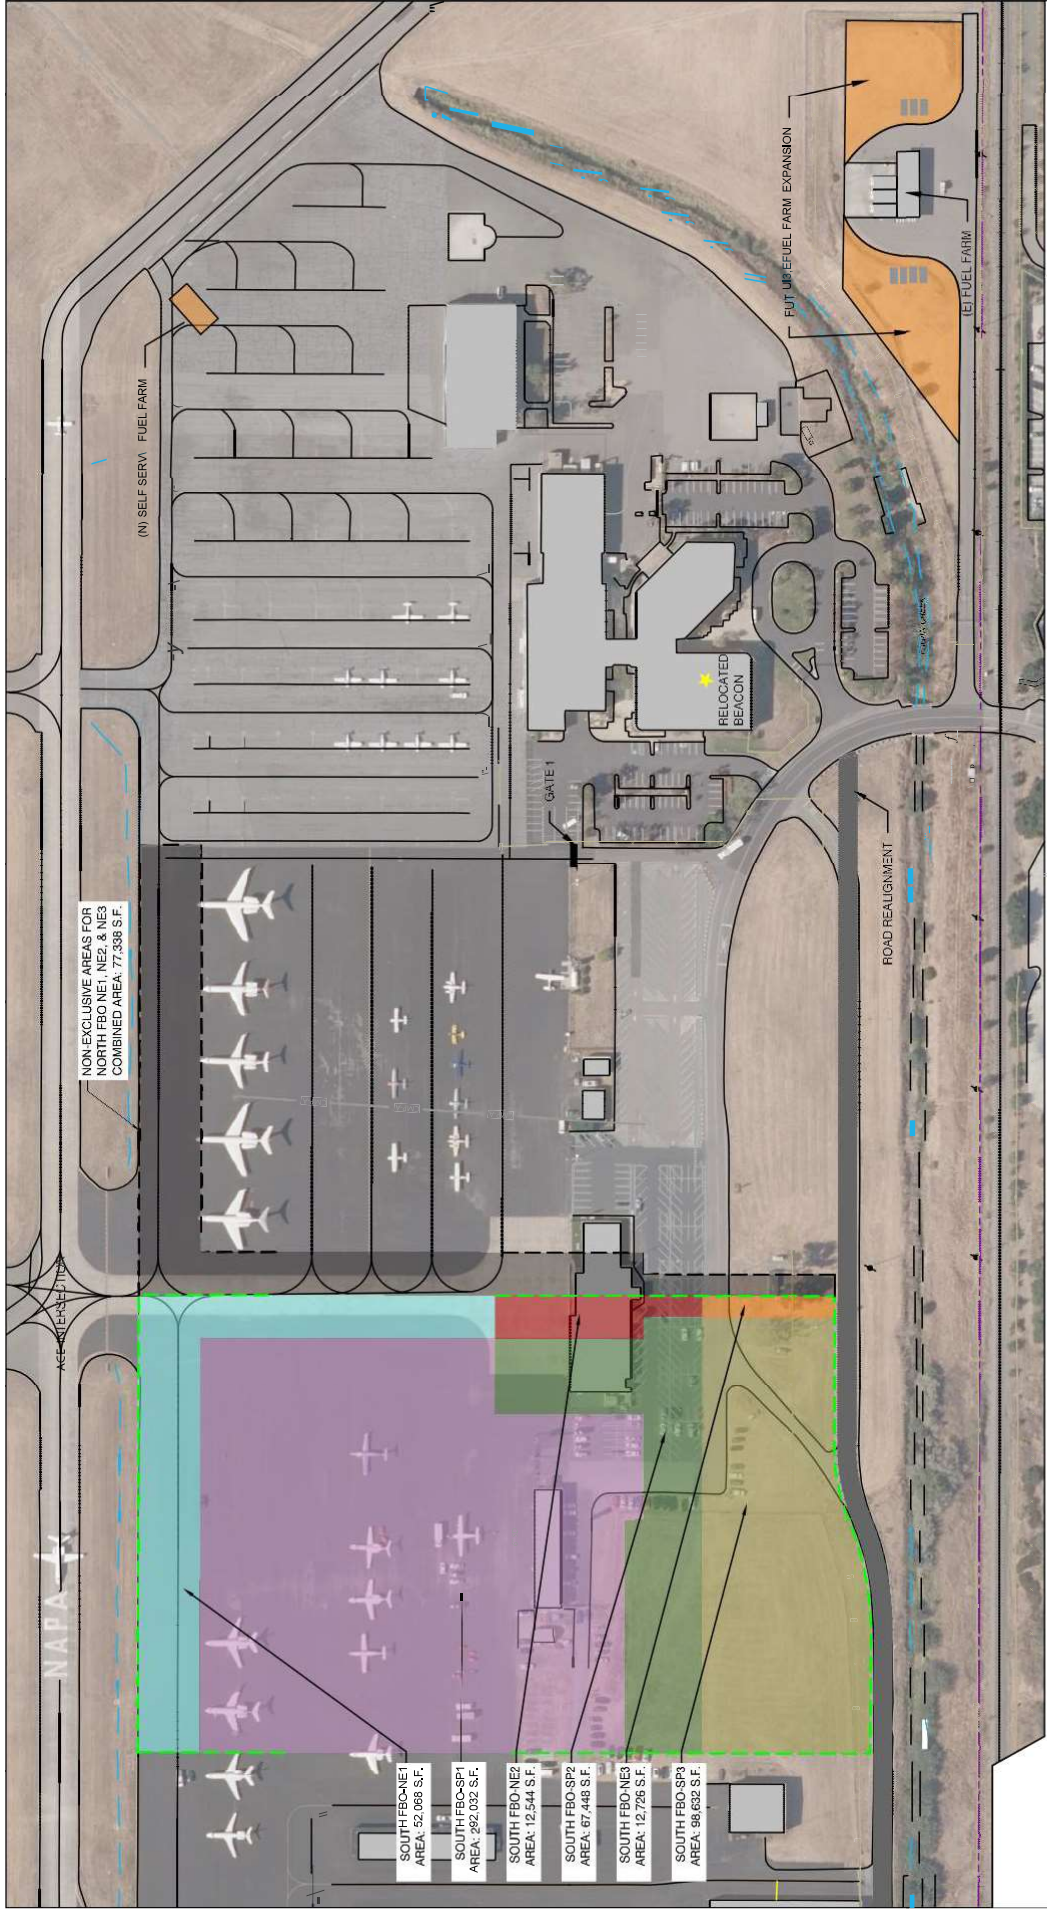 FUT U EFUEL FARM EXPANSION
(E) FUEL FARM
(N) SELF SERV FUEL FARM
RELOCATED
BEACON
GATE 1
ROAD REALIGNMENT
NON-EXCLUSIVE AREAS FOR
NORTH FBO NE1, NE2, & NE3
COMBINED AREA: 77,338 S.F.
NAPA
SOUTH FBO-NE1
AREA: 52,068 S.F.
SOUTH FBO-SP1
AREA: 292,032 S.F.
SOUTH FBO-NE2
AREA: 12,544 S.F.
SOUTH FBO-SP2
AREA: 67,448 S.F.
SOUTH FBO-NE3
AREA: 12,726 S.F.
SOUTH FBO-SP3
AREA: 98,632 S.F.